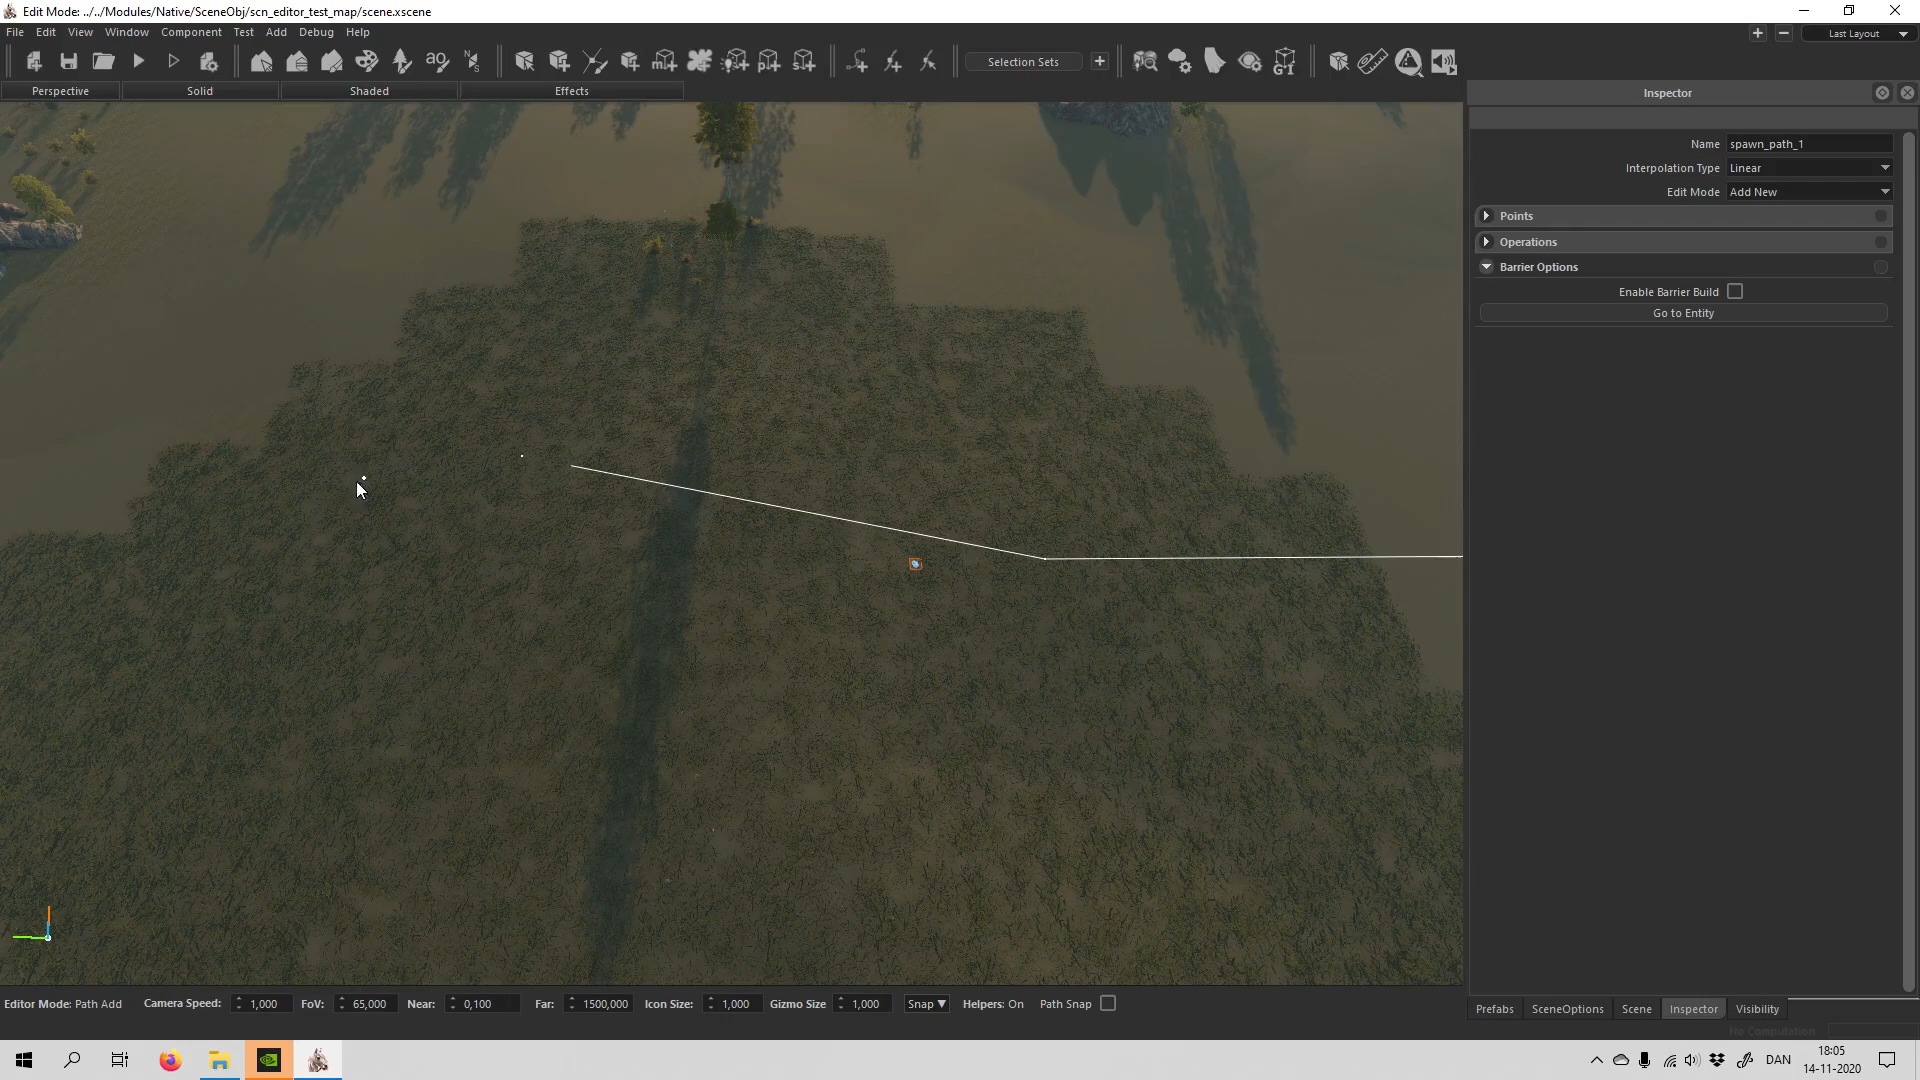 Edit Mode: ../../Modules/Native/SceneObj/scn_editor_test_map/scene.xscene
File Edit View Window Component Test Add Debug Help
Last Layout
Selection Sets
Perspective Solid Shaded Effects
Inspector
Name spawn_path_1
Interpolation Type Linear
Edit Mode Add New
Points
Operations
Barrier Options
Enable Barrier Build
Go to Entity
Editor Mode: Path Add Camera Speed: 1,000 FoV: 65,000 Near: 0,100 Far: 1500,000 Icon Size: 1,000 Gizmo Size 1,000 Snap Helpers: On Path Snap
Prefabs SceneOptions Scene Inspector Visibility
No Computation
DAN
18:05
14-11-2020